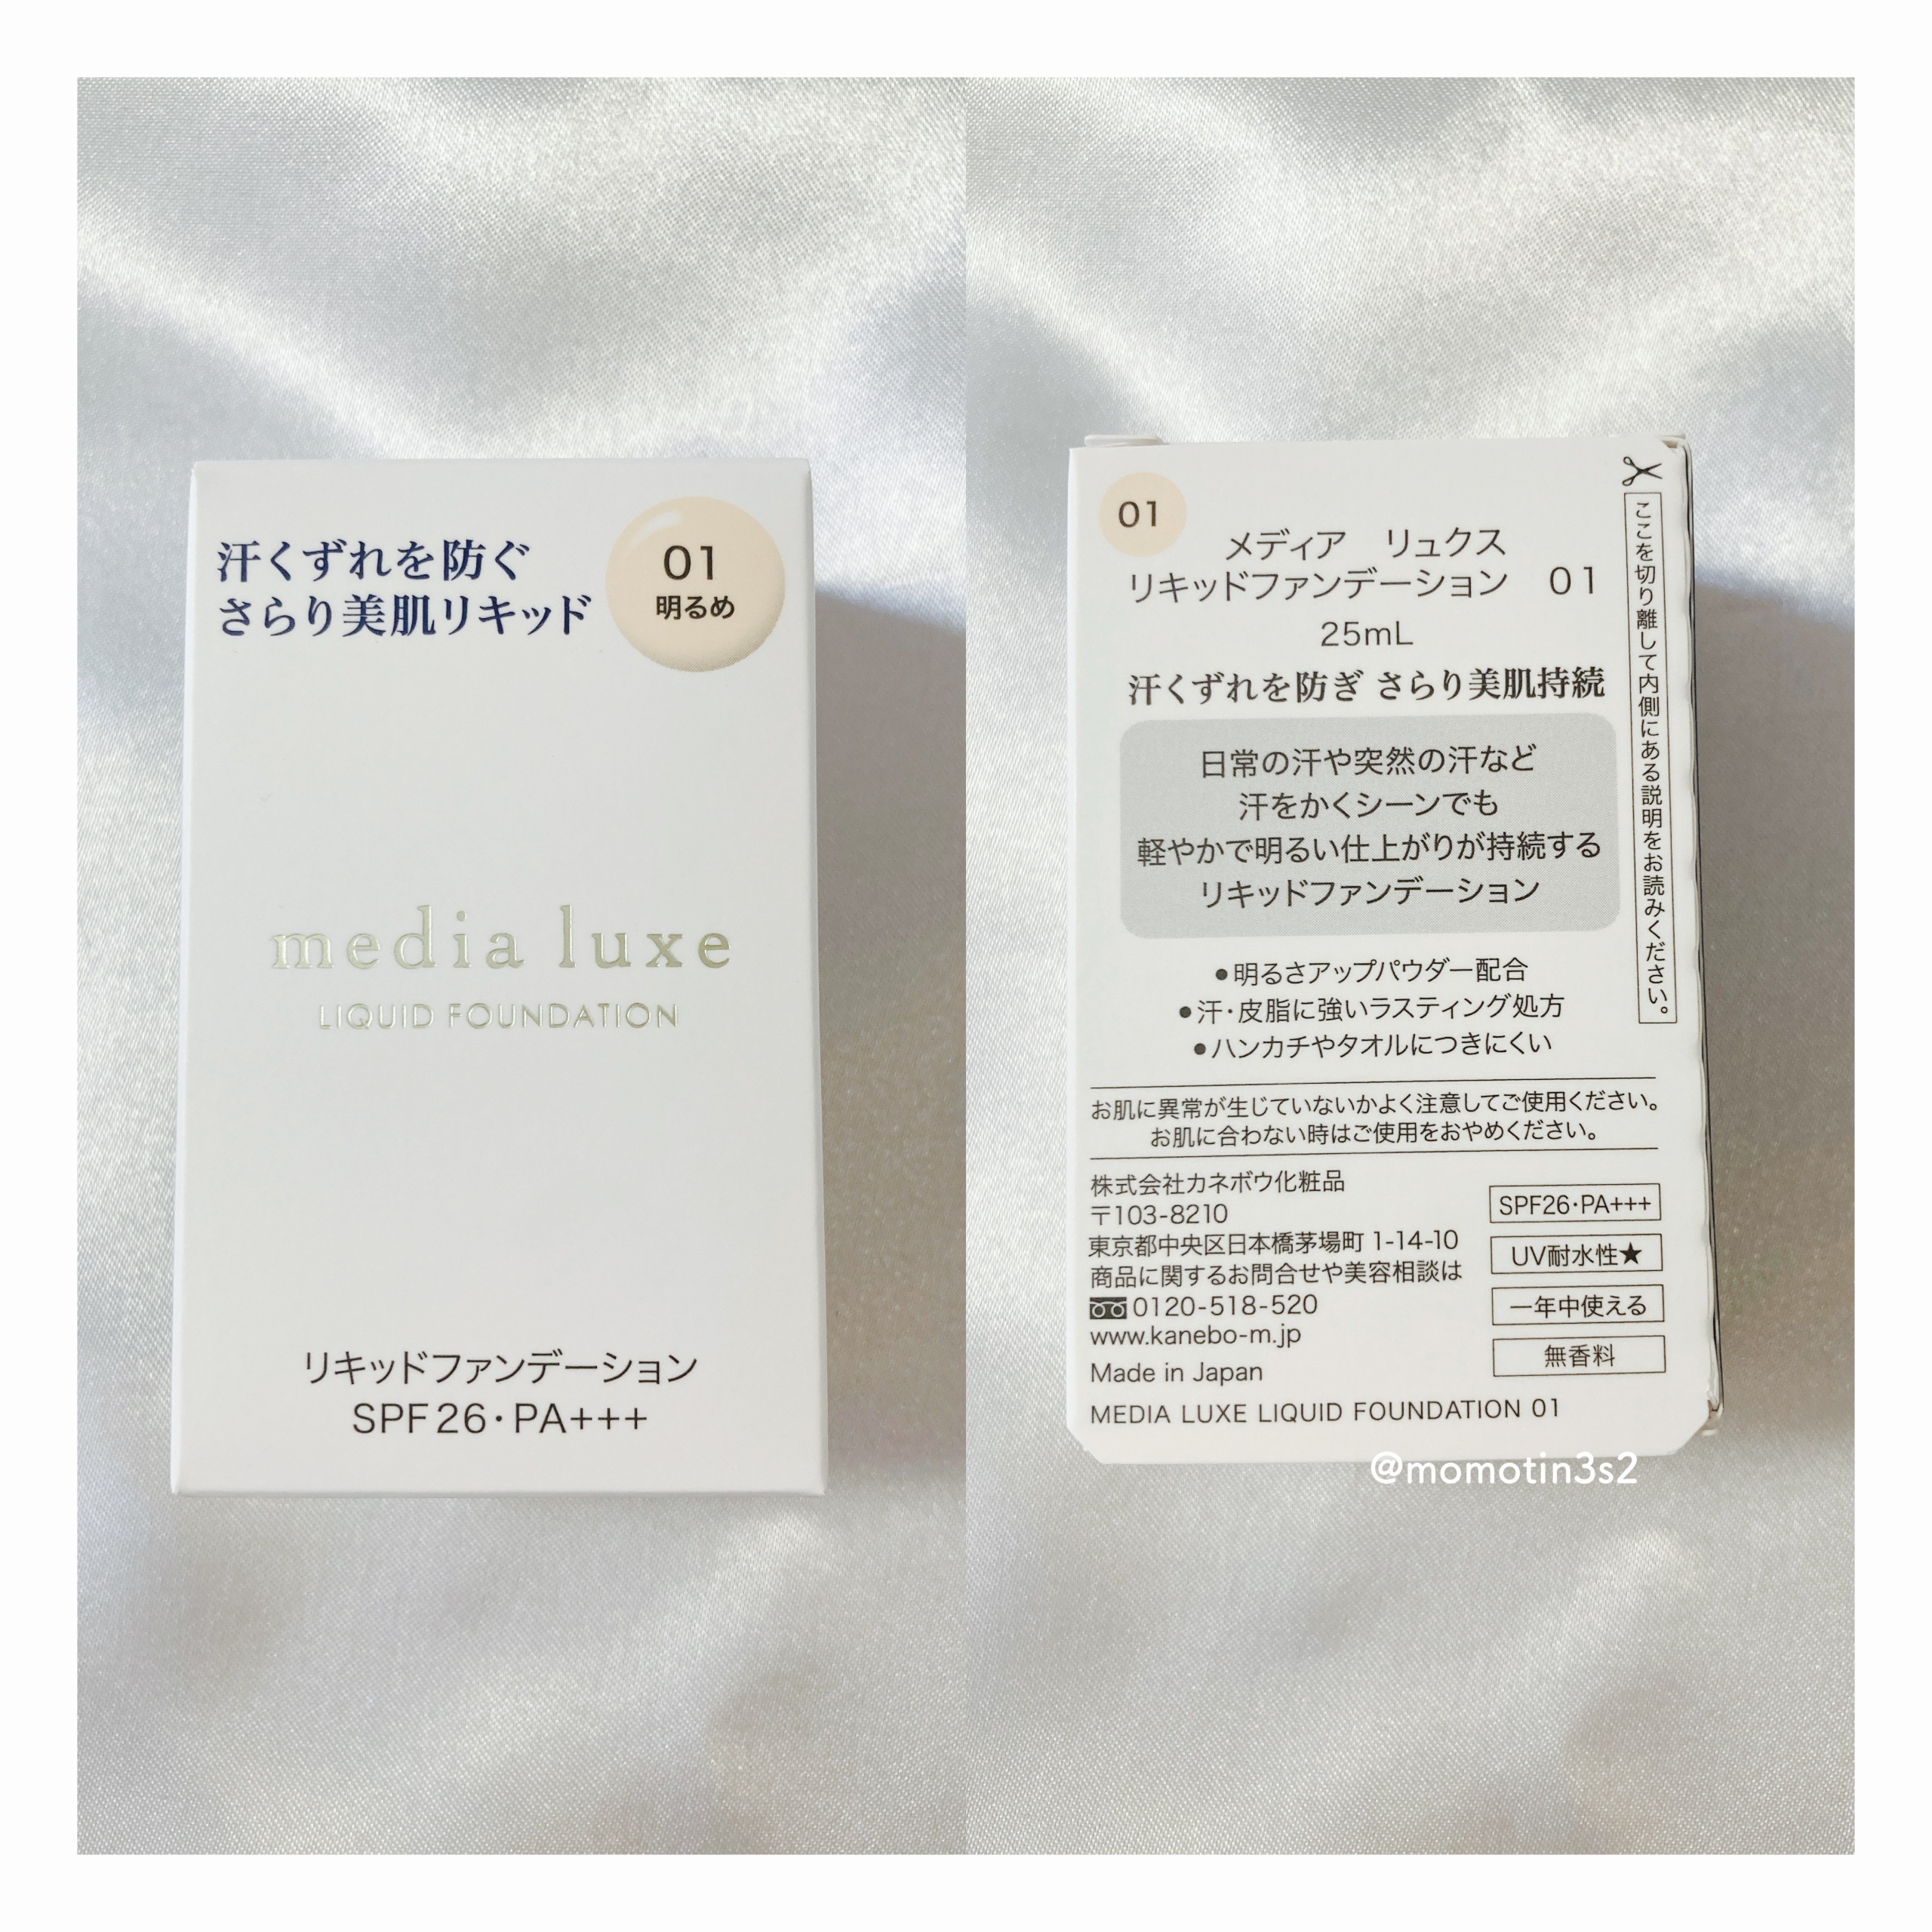 汗くずれを防ぐ
さらり美肌リキッド
01
明るめ
media luxe
LIQUID FOUNDATION
リキッドファンデーション
SPF26・PA+++
01
メディア リュクス
リキッドファンデーション 01
25mL
汗くずれを防ぎ さらり美肌持続
日常の汗や突然の汗など
汗をかくシーンでも
軽やかで明るい仕上がりが持続する
リキッドファンデーション
●明るさアップパウダー配合
●汗・皮脂に強いラスティング処方
●ハンカチやタオルにつきにくい
ここを切り離して内側にある説明をお読みください。
お肌に異常が生じていないかよく注意してご使用ください。
お肌に合わない時はご使用をおやめください。
株式会社カネボウ化粧品
〒103-8210
東京都中央区日本橋茅場町 1-14-10
商品に関するお問合せや美容相談は
0120-518-520
www.kanebo-m.jp
Made in Japan
MEDIA LUXE LIQUID FOUNDATION 01
SPF26・PA+++
UV耐水性★
一年中使える
無香料
@momotin3s2